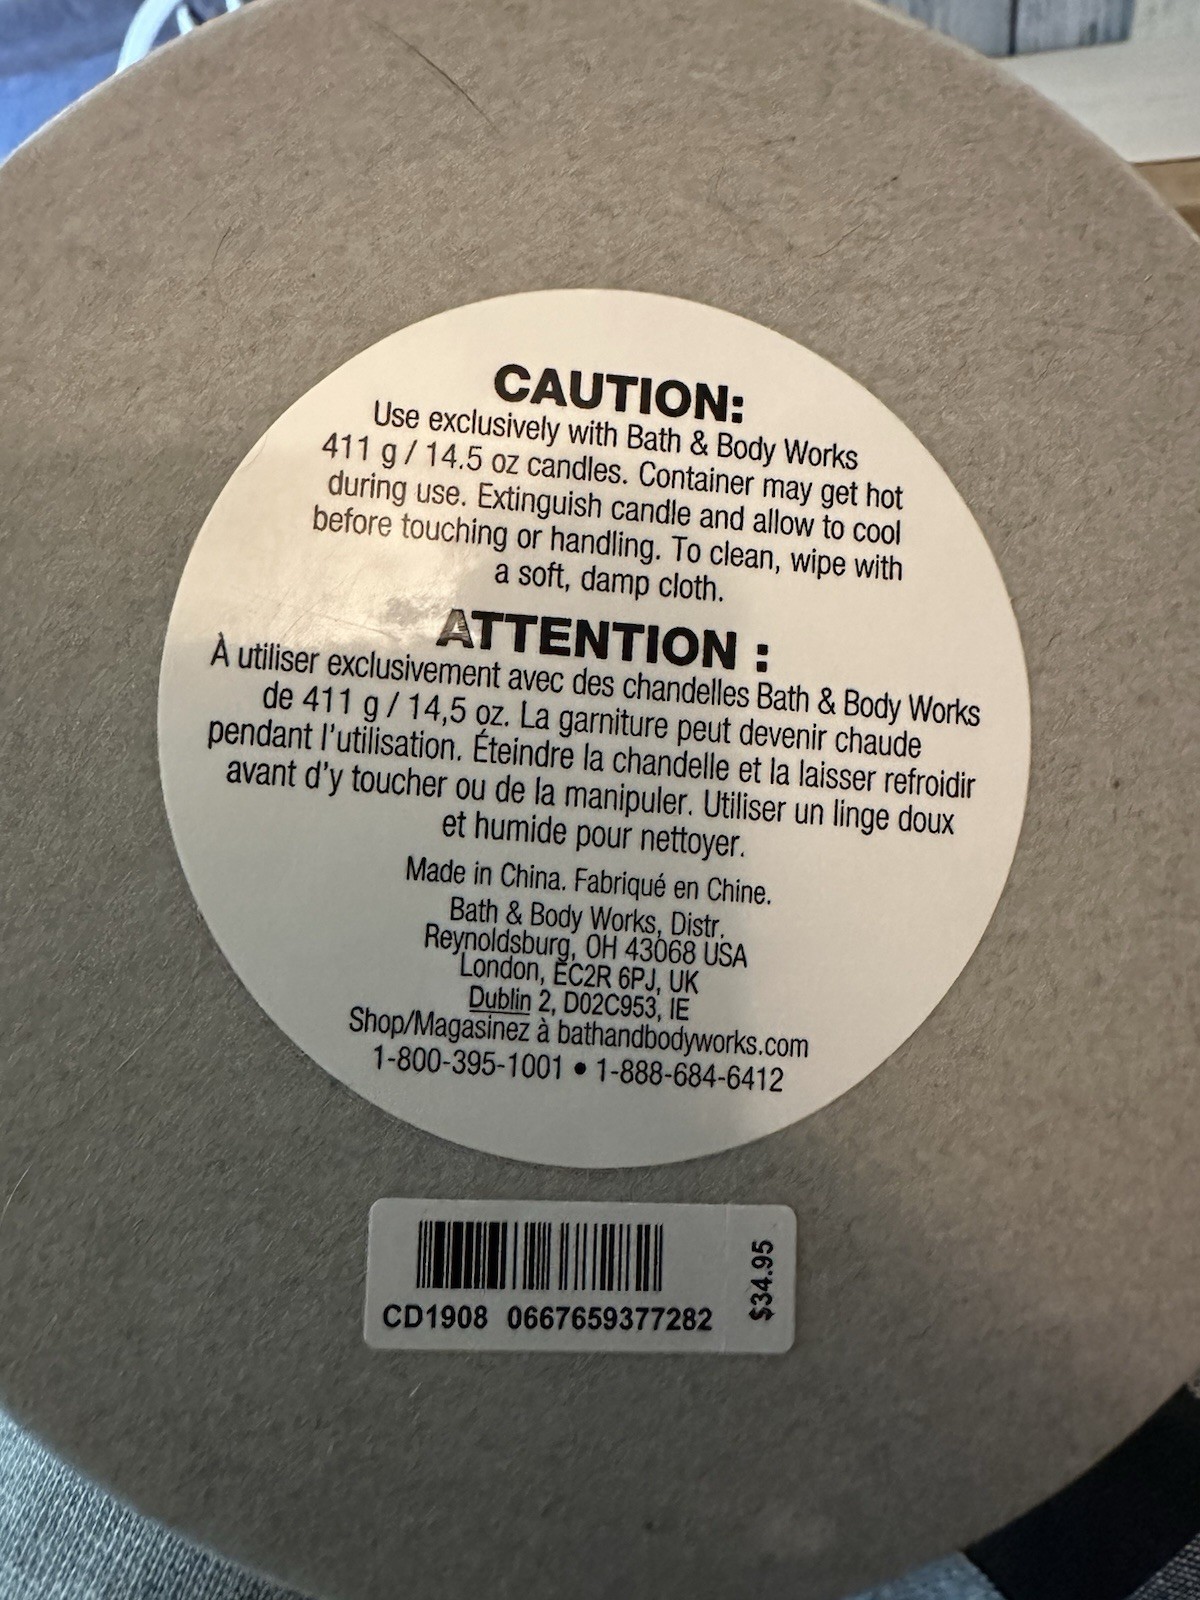 CAUTION:
Use exclusively with Bath & Body Works
411 g / 14.5 oz candles. Container may get hot
during use. Extinguish candle and allow to cool
before touching or handling. To clean, wipe with
a soft, damp cloth.
ATTENTION :
À utiliser exclusivement avec des chandelles Bath & Body Works
de 411 g / 14,5 oz. La garniture peut devenir chaude
pendant l'utilisation. Éteindre la chandelle et la laisser refroidir
avant d'y toucher ou de la manipuler. Utiliser un linge doux
et humide pour nettoyer.
Made in China. Fabriqué en Chine.
Bath & Body Works, Distr.
Reynoldsburg, OH 43068 USA
London, EC2R 6PJ, UK
Dublin 2, D02C953, IE
Shop/Magasinez à bathandbodyworks.com
1-800-395-1001 • 1-888-684-6412
CD1908 0667659377282
$34.95